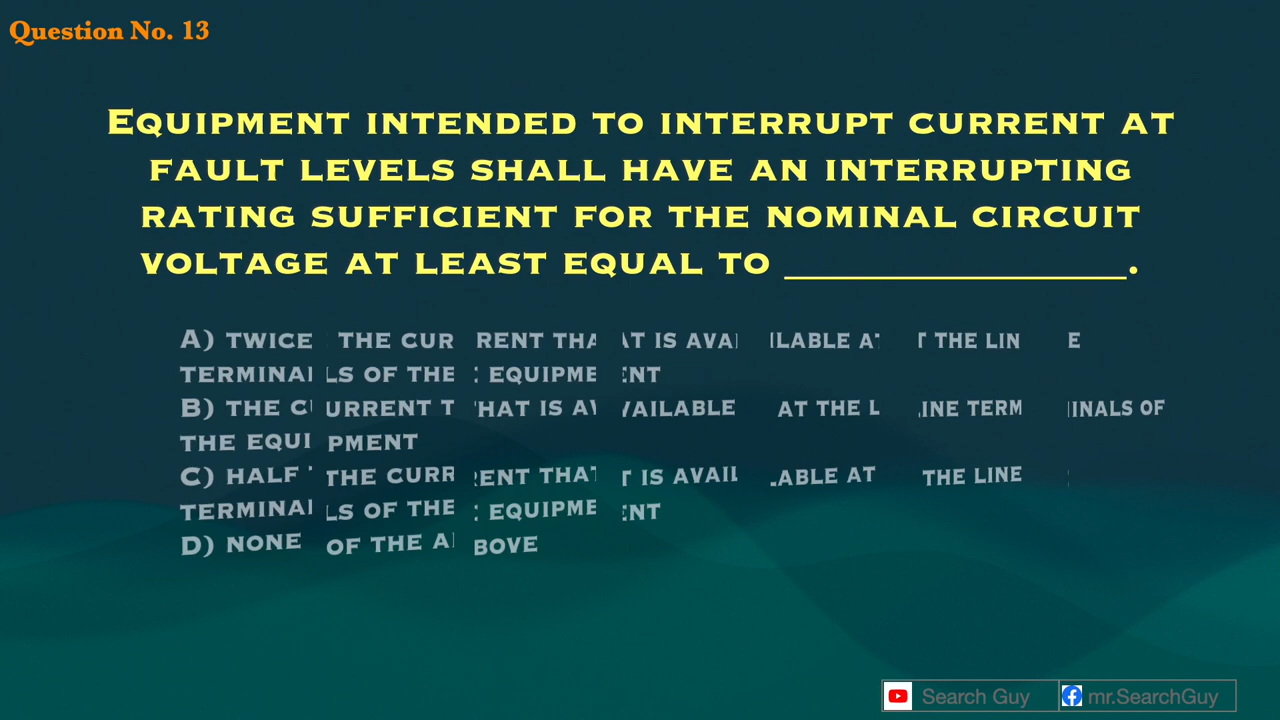 Question No. 13
EQUIPMENT INTENDED TO INTERRUPT CURRENT AT
FAULT LEVELS SHALL HAVE AN INTERRUPTING
RATING SUFFICIENT FOR THE NOMINAL CIRCUIT
VOLTAGE AT LEAST EQUAL TO _________________.
A) TWICE THE CURRENT THAT IS AVAILABLE AT THE LINE
TERMINALS OF THE EQUIPMENT
B) THE CURRENT THAT IS AVAILABLE AT THE LINE TERMINALS OF
THE EQUIPMENT
C) HALF THE CURRENT THAT IS AVAILABLE AT THE LINE
TERMINALS OF THE EQUIPMENT
D) NONE OF THE ABOVE
Search Guy
mr.SearchGuy